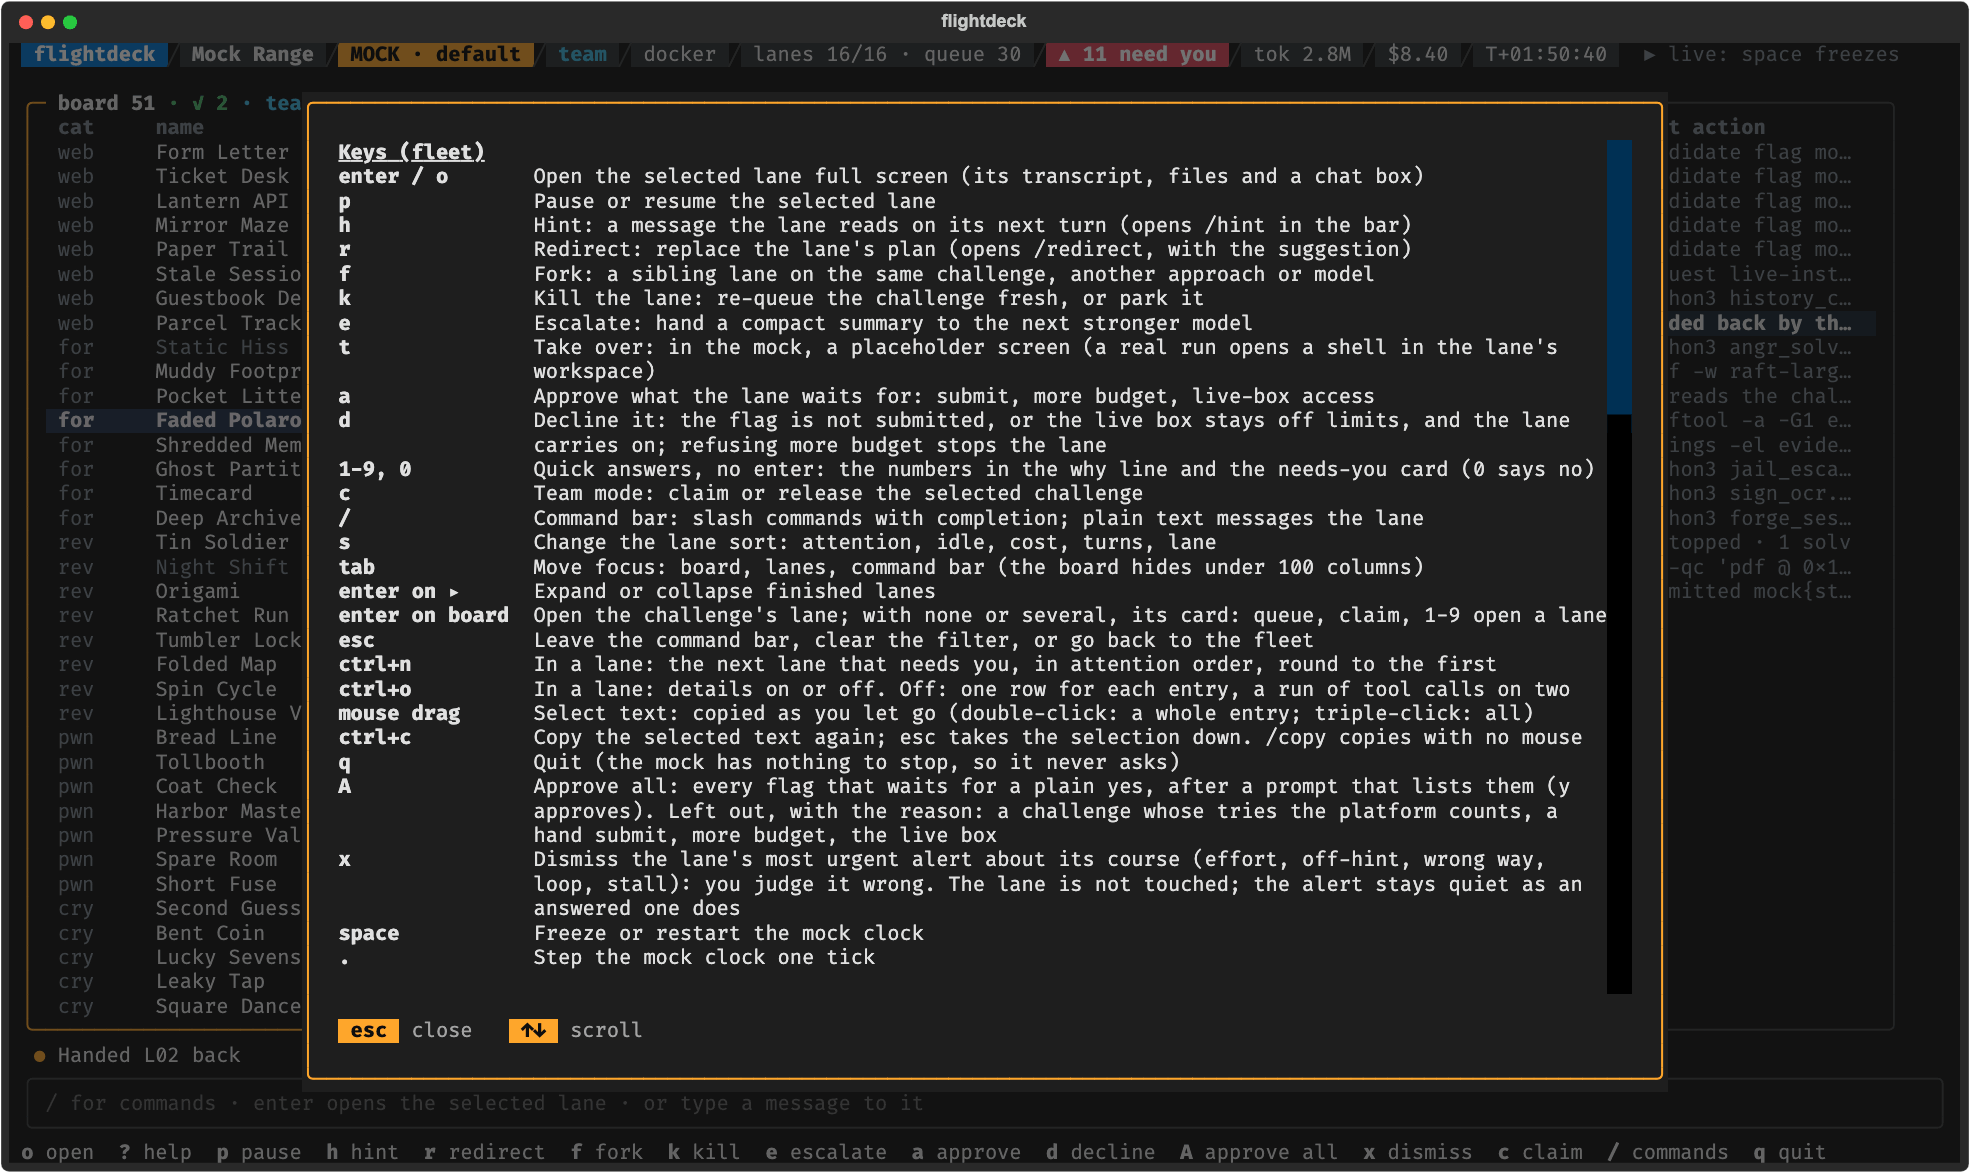 flightdeck
flightdeck / Mock Range / MOCK · default / team / docker / lanes 16/16 · queue 30 / ▲ 11 need you / tok 2.8M / $8.40 / T+01:50:40 ▶ live: space freezes
board 51 · √ 2 · tea
cat name
t action
web Form Letter
web Ticket Desk
web Lantern API
web Mirror Maze
web Paper Trail
web Stale Sessio
web Guestbook De
web Parcel Track
for Static Hiss
for Muddy Footpr
for Pocket Litte
for Faded Polaro
for Shredded Mem
for Ghost Partit
for Timecard
for Deep Archive
rev Tin Soldier
rev Night Shift
rev Origami
rev Ratchet Run
rev Tumbler Lock
rev Folded Map
rev Spin Cycle
rev Lighthouse V
pwn Bread Line
pwn Tollbooth
pwn Coat Check
pwn Harbor Maste
pwn Pressure Val
pwn Spare Room
pwn Short Fuse
cry Second Guess
cry Bent Coin
cry Lucky Sevens
cry Leaky Tap
cry Square Dance
Keys (fleet)
enter / o Open the selected lane full screen (its transcript, files and a chat box)
p Pause or resume the selected lane
h Hint: a message the lane reads on its next turn (opens /hint in the bar)
r Redirect: replace the lane's plan (opens /redirect, with the suggestion)
f Fork: a sibling lane on the same challenge, another approach or model
k Kill the lane: re-queue the challenge fresh, or park it
e Escalate: hand a compact summary to the next stronger model
t Take over: in the mock, a placeholder screen (a real run opens a shell in the lane's
workspace)
a Approve what the lane waits for: submit, more budget, live-box access
d Decline it: the flag is not submitted, or the live box stays off limits, and the lane
carries on; refusing more budget stops the lane
1-9, 0 Quick answers, no enter: the numbers in the why line and the needs-you card (0 says no)
c Team mode: claim or release the selected challenge
/ Command bar: slash commands with completion; plain text messages the lane
s Change the lane sort: attention, idle, cost, turns, lane
tab Move focus: board, lanes, command bar (the board hides under 100 columns)
enter on ▸ Expand or collapse finished lanes
enter on board Open the challenge's lane; with none or several, its card: queue, claim, 1-9 open a lane
esc Leave the command bar, clear the filter, or go back to the fleet
ctrl+n In a lane: the next lane that needs you, in attention order, round to the first
ctrl+o In a lane: details on or off. Off: one row for each entry, a run of tool calls on two
mouse drag Select text: copied as you let go (double-click: a whole entry; triple-click: all)
ctrl+c Copy the selected text again; esc takes the selection down. /copy copies with no mouse
q Quit (the mock has nothing to stop, so it never asks)
A Approve all: every flag that waits for a plain yes, after a prompt that lists them (y
approves). Left out, with the reason: a challenge whose tries the platform counts, a
hand submit, more budget, the live box
x Dismiss the lane's most urgent alert about its course (effort, off-hint, wrong way,
loop, stall): you judge it wrong. The lane is not touched; the alert stays quiet as an
answered one does
space Freeze or restart the mock clock
. Step the mock clock one tick
esc close ↑↓ scroll
didate flag mo…
didate flag mo…
didate flag mo…
didate flag mo…
didate flag mo…
uest live-inst…
hon3 history_c…
ded back by th…
hon3 angr_solv…
f -w raft-larg…
reads the chal…
ftool -a -G1 e…
ings -el evide…
hon3 jail_esca…
hon3 sign_ocr.…
hon3 forge_ses…
topped · 1 solv
-qc 'pdf @ 0×1…
mitted mock{st…
● Handed L02 back
/ for commands · enter opens the selected lane · or type a message to it
o open ? help p pause h hint r redirect f fork k kill e escalate a approve d decline A approve all x dismiss c claim / commands q quit